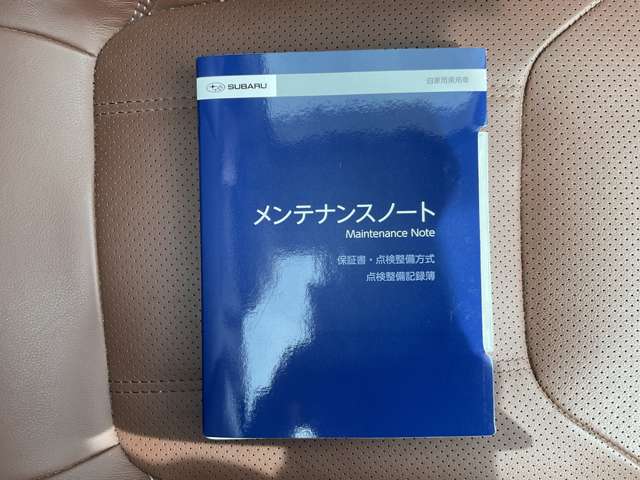 SUBARU
自家用乗用車
メンテナンスノート
Maintenance Note
保証書・点検整備方式
点検整備記録簿